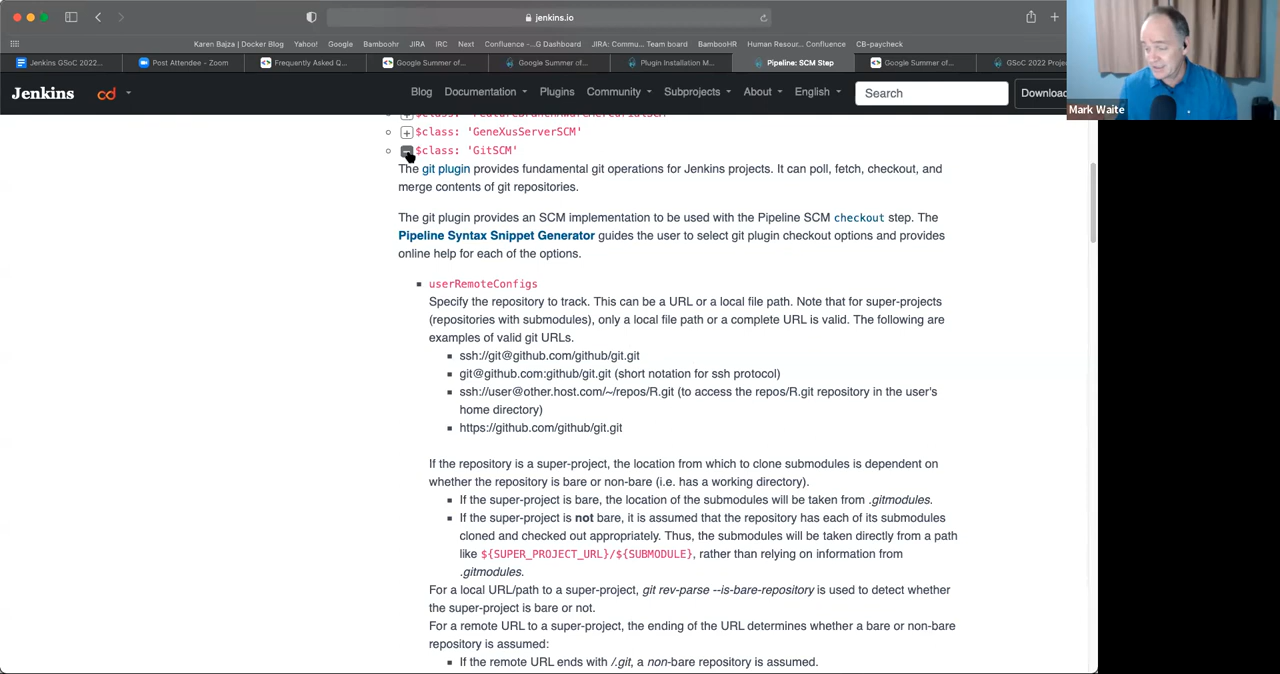 jenkins.io
Karen Bajza | Docker Blog Yahoo! Google Bamboohr JIRA IRC Next Confluence -...G Dashboard JIRA: Commu... Team board BambooHR Human Resour... Confluence CB-paycheck
Jenkins GSoC 2022... Post Attendee - Zoom Frequently Asked Q... Google Summer of... Google Summer of... Plugin Installation M... Pipeline: SCM Step Google Summer of... GSoC 2022 Proje
Jenkins cd Blog Documentation Plugins Community Subprojects About English Search Download
Mark Waite
$class: 'FeatureBranchAwareMercurialSCM'
$class: 'GeneXusServerSCM'
$class: 'GitSCM'
The git plugin provides fundamental git operations for Jenkins projects. It can poll, fetch, checkout, and
merge contents of git repositories.
The git plugin provides an SCM implementation to be used with the Pipeline SCM checkout step. The
Pipeline Syntax Snippet Generator guides the user to select git plugin checkout options and provides
online help for each of the options.
userRemoteConfigs
Specify the repository to track. This can be a URL or a local file path. Note that for super-projects
(repositories with submodules), only a local file path or a complete URL is valid. The following are
examples of valid git URLs.
ssh://git@github.com/github/git.git
git@github.com:github/git.git (short notation for ssh protocol)
ssh://user@other.host.com/~/repos/R.git (to access the repos/R.git repository in the user's
home directory)
https://github.com/github/git.git
If the repository is a super-project, the location from which to clone submodules is dependent on
whether the repository is bare or non-bare (i.e. has a working directory).
If the super-project is bare, the location of the submodules will be taken from .gitmodules.
If the super-project is not bare, it is assumed that the repository has each of its submodules
cloned and checked out appropriately. Thus, the submodules will be taken directly from a path
like ${SUPER_PROJECT_URL}/${SUBMODULE}, rather than relying on information from
.gitmodules.
For a local URL/path to a super-project, git rev-parse --is-bare-repository is used to detect whether
the super-project is bare or not.
For a remote URL to a super-project, the ending of the URL determines whether a bare or non-bare
repository is assumed:
If the remote URL ends with /.git, a non-bare repository is assumed.